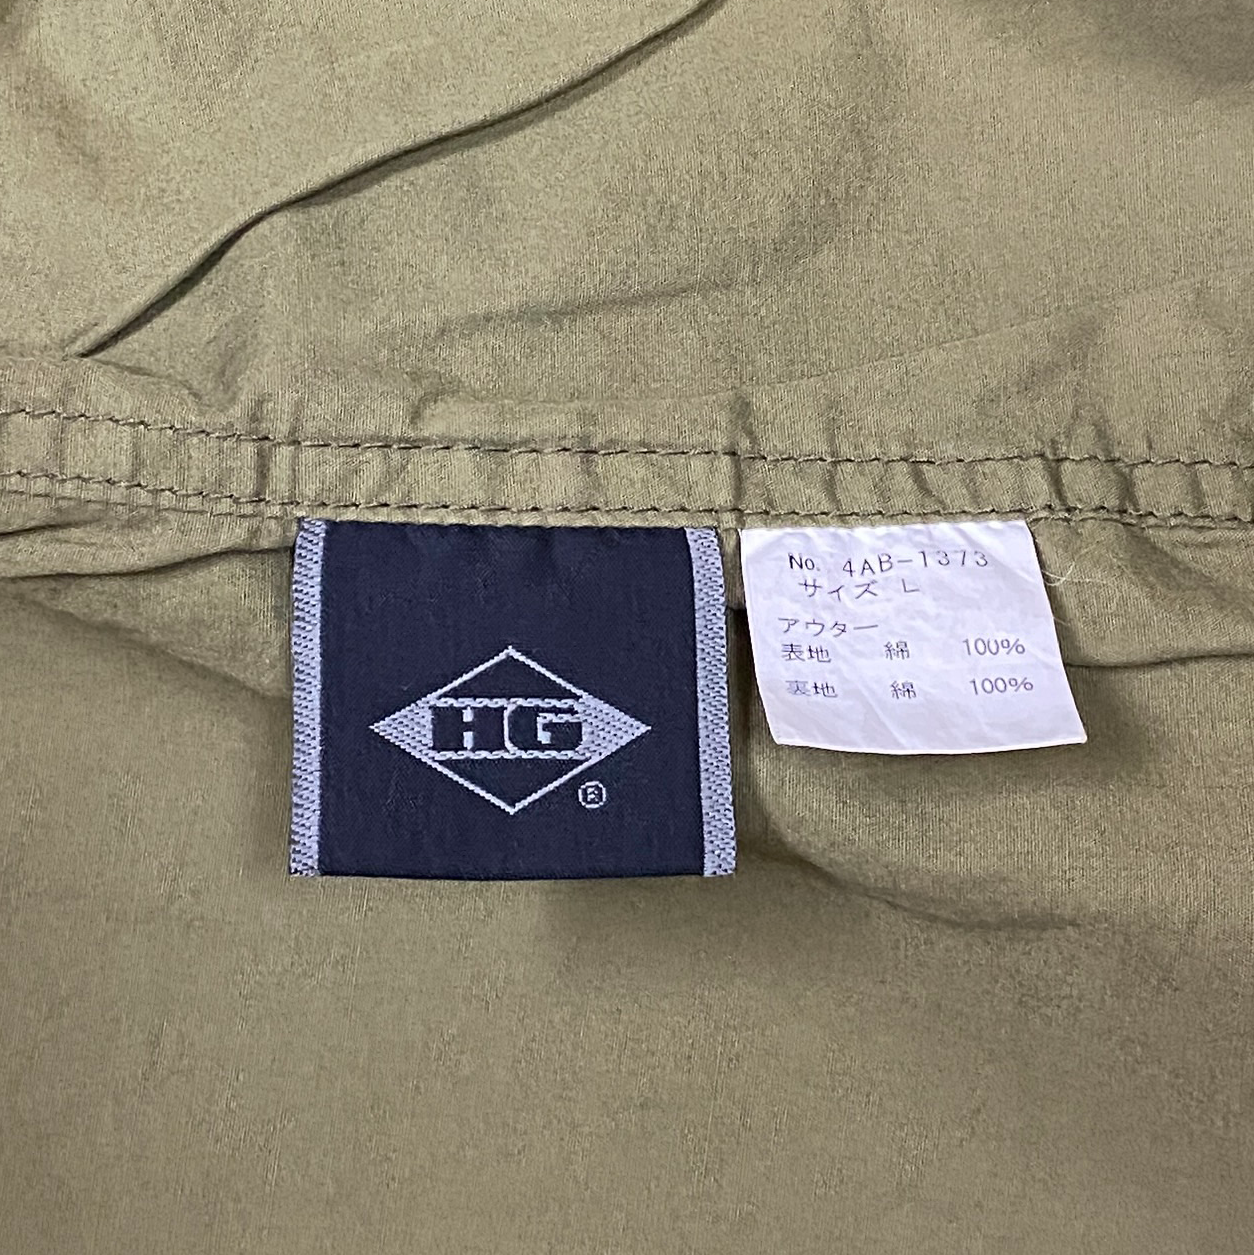 HG
®
No. 4AB-1373
サイズ L
アウター
表地 綿 100%
裏地 綿 100%